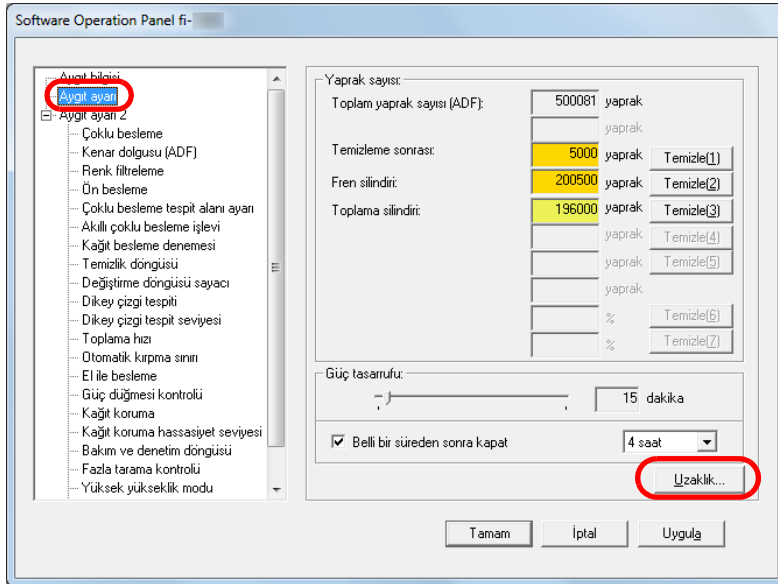 Software Operation Panel fi-
Aygıt bilgisi
Aygıt ayarı
Aygıt ayarı 2
Çoklu besleme
Kenar dolgusu (ADF)
Renk filtreleme
Ön besleme
Çoklu besleme tespit alanı ayarı
Akıllı çoklu besleme işlevi
Kağıt besleme denemesi
Temizlik döngüsü
Değiştirme döngüsü sayacı
Dikey çizgi tespiti
Dikey çizgi tespit seviyesi
Toplama hızı
Otomatik kırpma sınırı
El ile besleme
Güç düğmesi kontrolü
Kağıt koruma
Kağıt koruma hassasiyet seviyesi
Bakım ve denetim döngüsü
Fazla tarama kontrolü
Yüksek yükseklik modu
Yaprak sayısı:
Toplam yaprak sayısı (ADF): 500081 yaprak
yaprak
Temizleme sonrası: 5000 yaprak Temizle(1)
Fren silindiri: 200500 yaprak Temizle(2)
Toplama silindiri: 196000 yaprak Temizle(3)
yaprak Temizle(4)
yaprak Temizle(5)
yaprak
% Temizle(6)
% Temizle(7)
Güç tasarrufu:
15 dakika
Belli bir süreden sonra kapat 4 saat
Uzaklık...
Tamam İptal Uygula